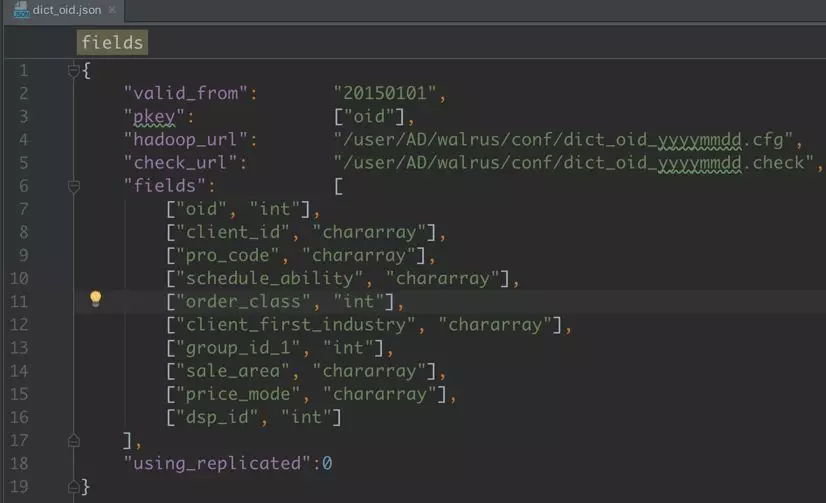 dict_oid.json
fields
1 {
2     "valid_from":       "20150101",
3     "pkey":             ["oid"],
4     "hadoop_url":       "/user/AD/walrus/conf/dict_oid_yyyymmdd.cfg",
5     "check_url":        "/user/AD/walrus/conf/dict_oid_yyyymmdd.check",
6     "fields":           [
7         ["oid", "int"],
8         ["client_id", "chararray"],
9         ["pro_code", "chararray"],
10         ["schedule_ability", "chararray"],
11         ["order_class", "int"],
12         ["client_first_industry", "chararray"],
13         ["group_id_1", "int"],
14         ["sale_area", "chararray"],
15         ["price_mode", "chararray"],
16         ["dsp_id", "int"]
17     ],
18     "using_replicated":0
19 }